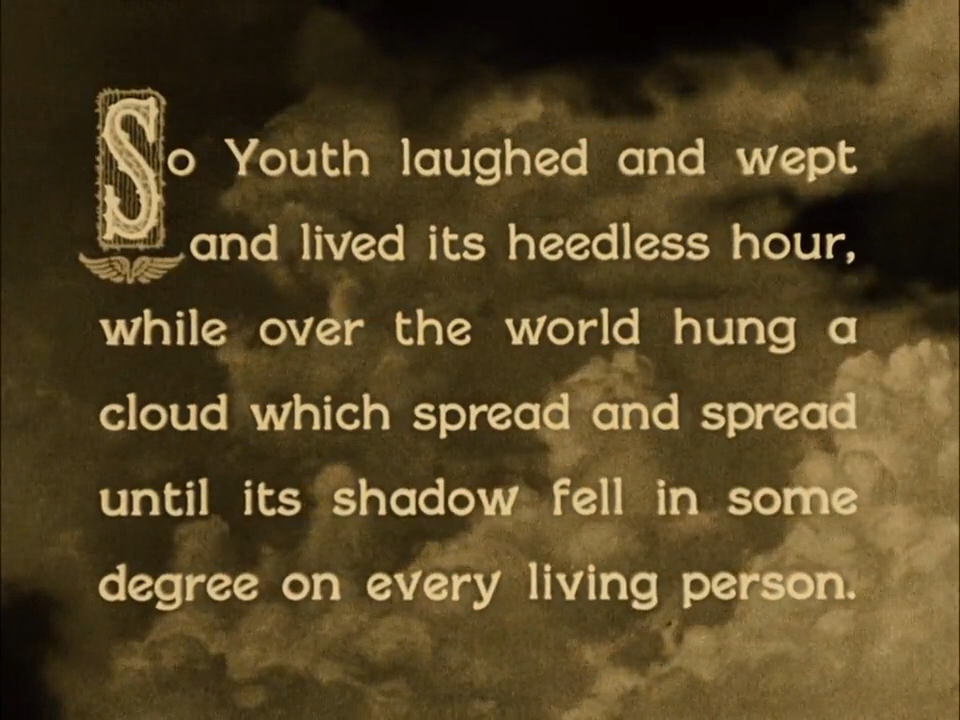 So Youth laughed and wept
and lived its heedless hour,
while over the world hung a
cloud which spread and spread
until its shadow fell in some
degree on every living person.